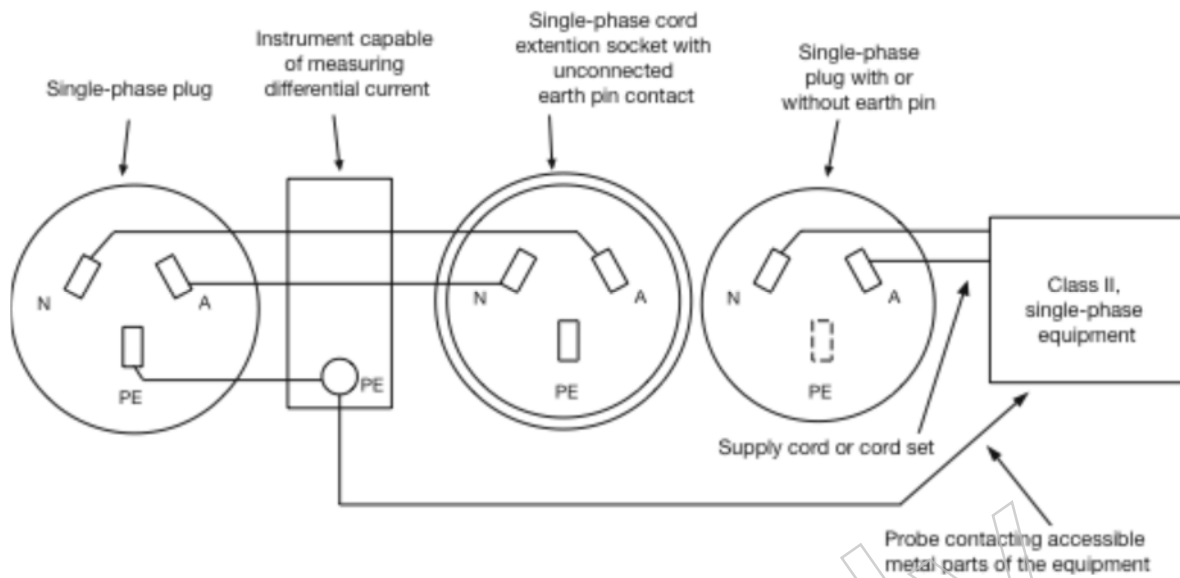 Single-phase plug
Instrument capable
of measuring
differential current
Single-phase cord
extention socket with
unconnected
earth pin contact
Single-phase
plug with or
without earth pin
N
A
PE
PE
N
A
PE
N
A
PE
Class II,
single-phase
equipment
Supply cord or cord set
Probe contacting accessible
metal parts of the equipment